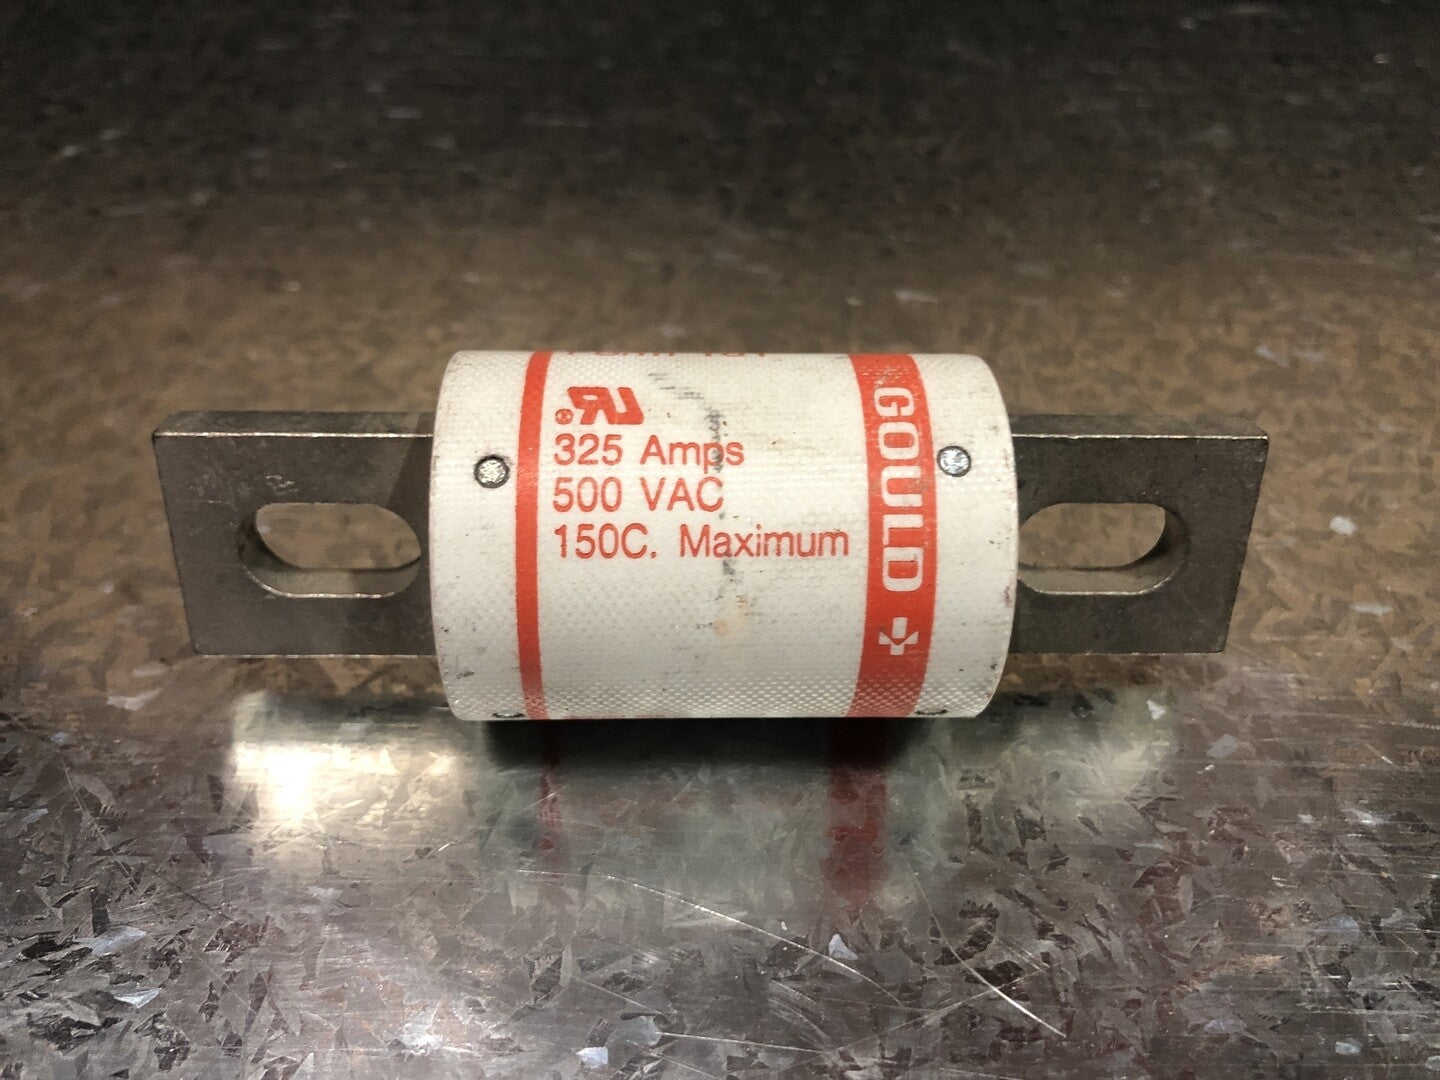 325 Amps
500 VAC
150C. Maximum
GOULD